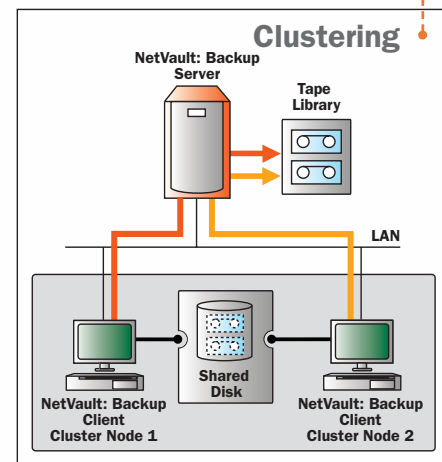 Clustering
NetVault: Backup
Server
Tape
Library
LAN
Shared
Disk
NetVault: Backup
Client
Cluster Node 1
NetVault: Backup
Client
Cluster Node 2